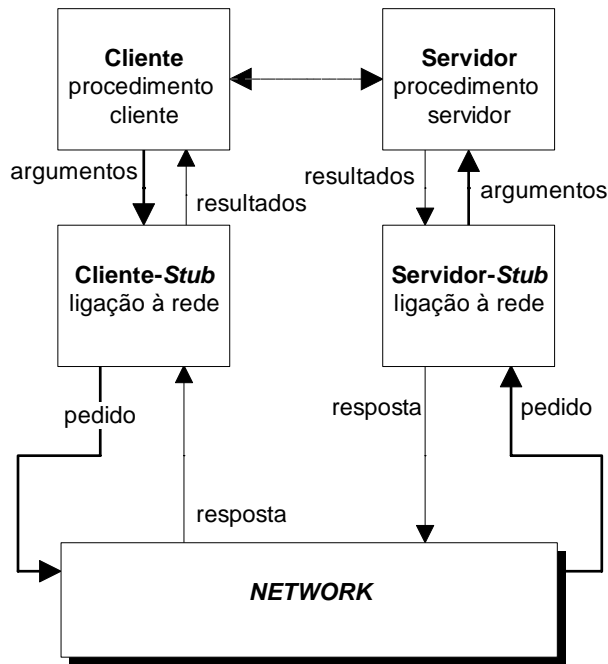 Cliente
procedimento
cliente
Servidor
procedimento
servidor
argumentos
resultados
resultados
argumentos
Cliente-Stub
ligação à rede
Servidor-Stub
ligação à rede
pedido
resposta
resposta
pedido
NETWORK